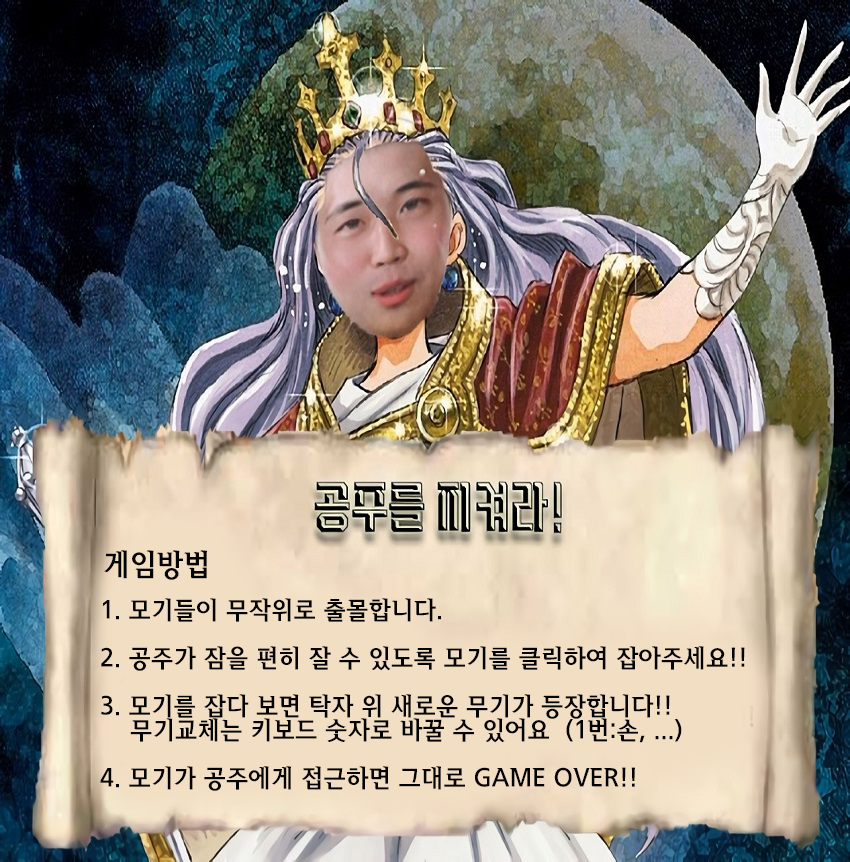 공주를 지켜라!
게임방법
1. 모기들이 무작위로 출몰합니다.
2. 공주가 잠을 편히 잘 수 있도록 모기를 클릭하여 잡아주세요!!
3. 모기를 잡다 보면 탁자 위 새로운 무기가 등장합니다!!
무기교체는 키보드 숫자로 바꿀 수 있어요 (1번:손, ...)
4. 모기가 공주에게 접근하면 그대로 GAME OVER!!